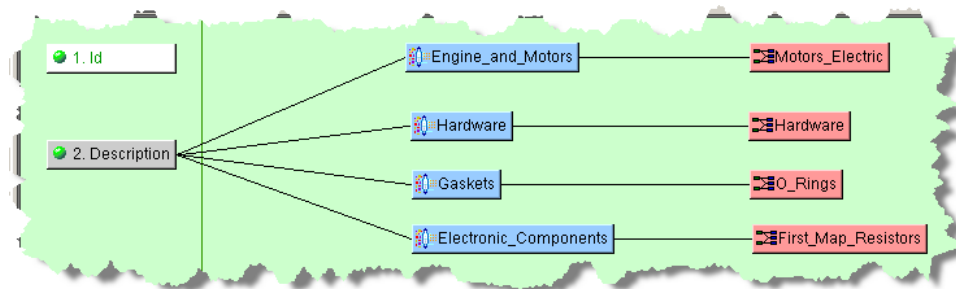 1. Id
Engine_and_Motors
Motors_Electric
Hardware
Hardware
2. Description
Gaskets
O_Rings
Electronic_Components
First_Map_Resistors